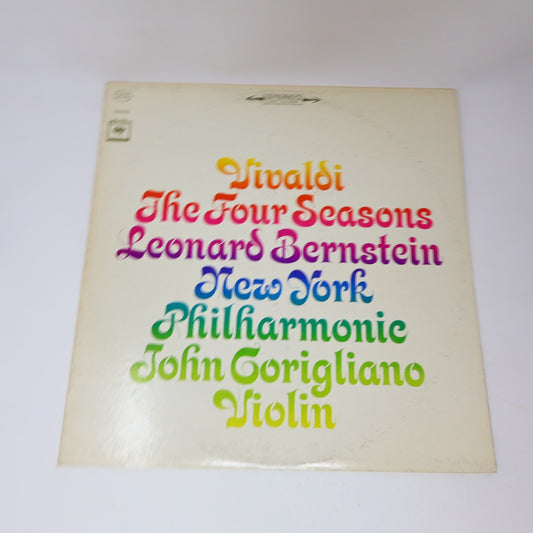 Vivaldi
The Four Seasons
Leonard Bernstein
New York
Philharmonic
John Corigliano
Violin